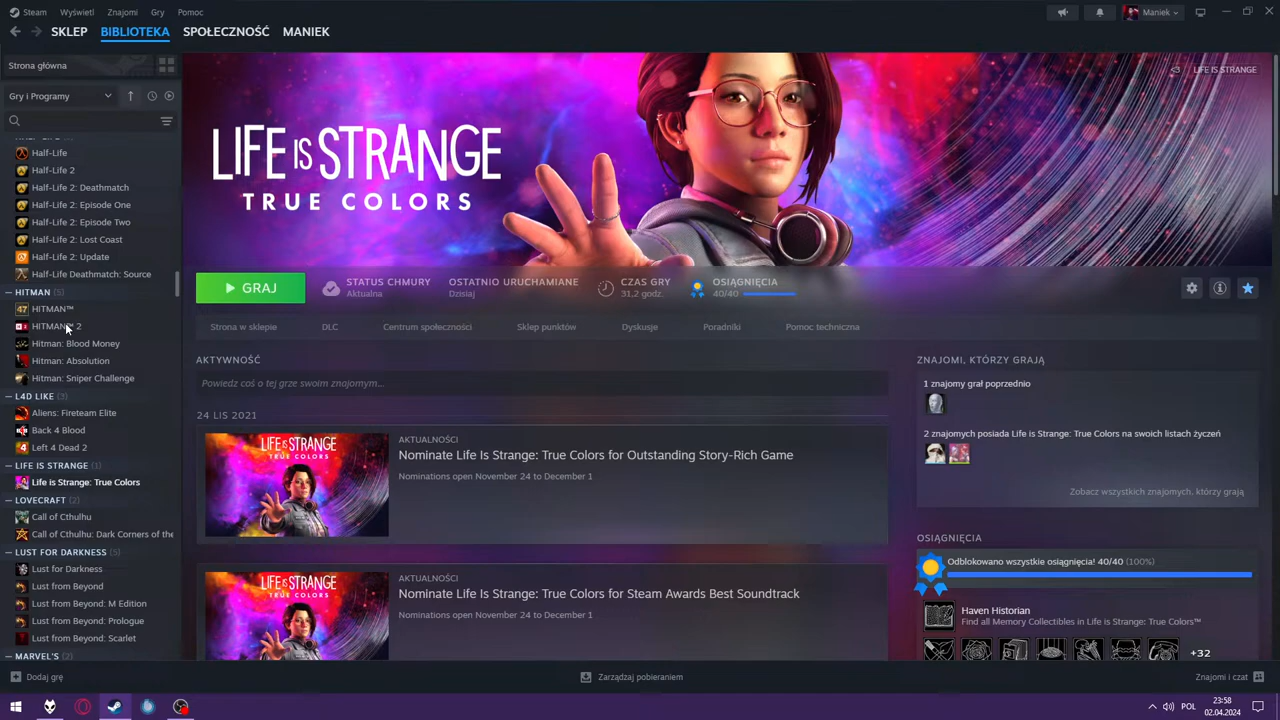 Steam Wyświetl Znajomi Gry Pomoc
Maniek
SKLEP BIBLIOTEKA SPOŁECZNOŚĆ MANIEK
Strona główna
Gry i Programy
Half-Life
Half-Life 2
Half-Life 2: Deathmatch
Half-Life 2: Episode One
Half-Life 2: Episode Two
Half-Life 2: Lost Coast
Half-Life 2: Update
Half-Life Deathmatch: Source
HITMAN (5)
HITMAN™
HITMAN™ 2
Hitman: Blood Money
Hitman: Absolution
Hitman: Sniper Challenge
L4D LIKE (3)
Aliens: Fireteam Elite
Back 4 Blood
Left 4 Dead 2
LIFE IS STRANGE (1)
Life is Strange: True Colors
LOVECRAFT (2)
Call of Cthulhu
Call of Cthulhu: Dark Corners of the
LUST FOR DARKNESS (5)
Lust for Darkness
Lust from Beyond
Lust from Beyond: M Edition
Lust from Beyond: Prologue
Lust from Beyond: Scarlet
MARVEL'S (2)
LIFE IS STRANGE
LIFE IS STRANGE
TRUE COLORS
GRAJ
STATUS CHMURY
Aktualna
OSTATNIO URUCHAMIANE
Dzisiaj
CZAS GRY
31,2 godz.
OSIĄGNIĘCIA
40/40
Strona w sklepie DLC Centrum społeczności Sklep punktów Dyskusje Poradniki Pomoc techniczna
AKTYWNOŚĆ
Powiedz coś o tej grze swoim znajomym...
24 LIS 2021
LIFE IS STRANGE
AKTUALNOŚCI
Nominate Life Is Strange: True Colors for Outstanding Story-Rich Game
Nominations open November 24 to December 1
LIFE IS STRANGE
AKTUALNOŚCI
Nominate Life Is Strange: True Colors for Steam Awards Best Soundtrack
Nominations open November 24 to December 1
ZNAJOMI, KTÓRZY GRAJĄ
1 znajomy grał poprzednio
2 znajomych posiada Life is Strange: True Colors na swoich listach życzeń
Zobacz wszystkich znajomych, którzy grają
OSIĄGNIĘCIA
Odblokowano wszystkie osiągnięcia! 40/40 (100%)
Haven Historian
Find all Memory Collectibles in Life is Strange: True Colors™
+32
Dodaj grę
Zarządzaj pobieraniem
Znajomi i czat
POL
23:58
02.04.2024